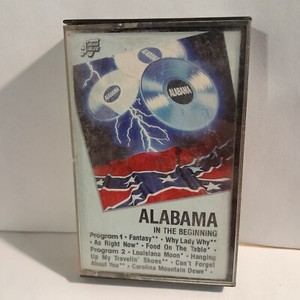 ALABAMA
ALABAMA
ALABAMA
IN THE BEGINNING
Program 1 • Fantasy** • Why Lady Why**
• As Right Now* • Food On The Table* •
Program 2 • Louisiana Moon* • Hanging
Up My Travelin' Shoes** • Can't Forget
About You** • Carolina Mountain Dewe*